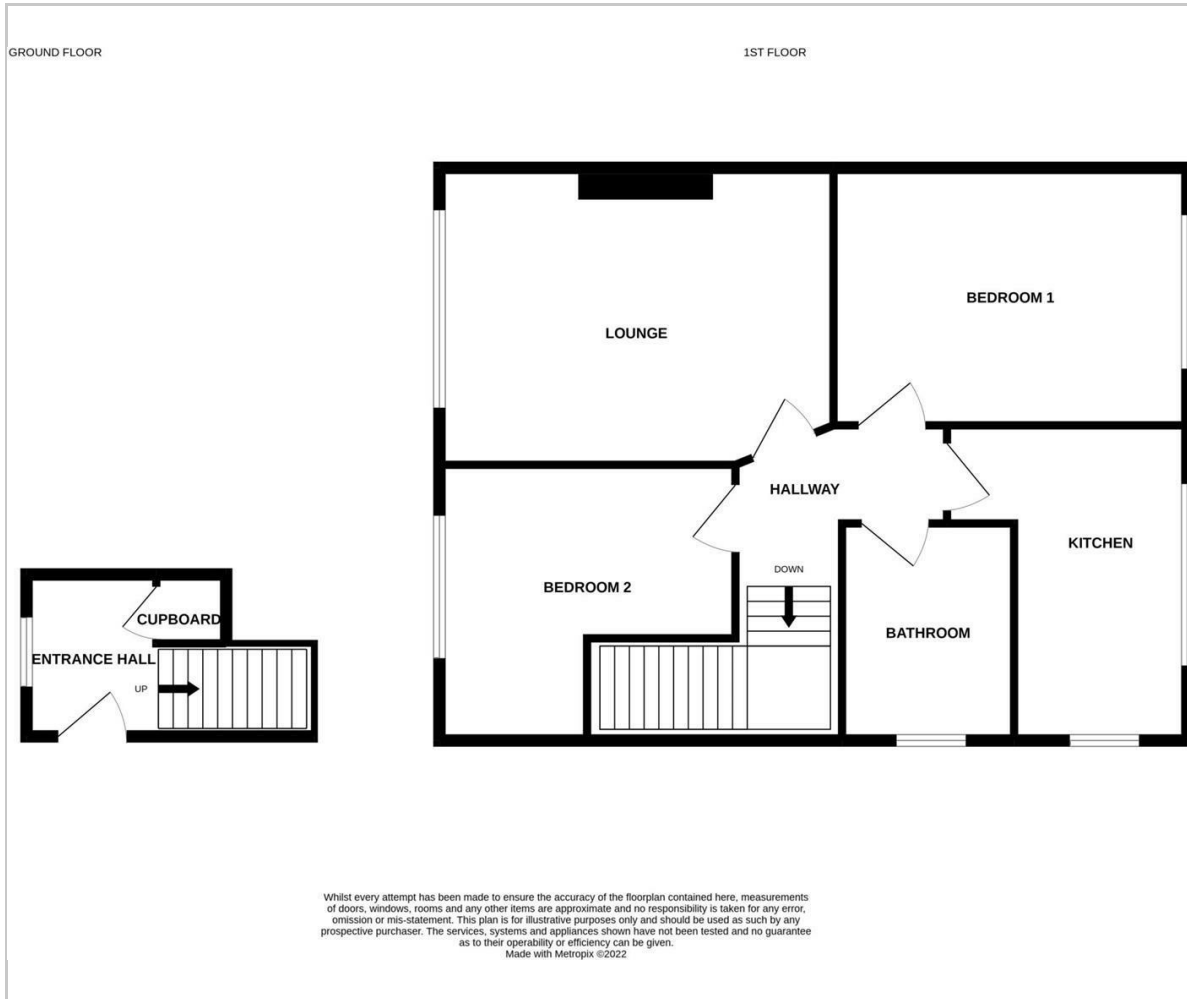 GROUND FLOOR
1ST FLOOR
LOUNGE
BEDROOM 1
HALLWAY
KITCHEN
DOWN
BEDROOM 2
BATHROOM
CUPBOARD
ENTRANCE HALL
UP
Whilst every attempt has been made to ensure the accuracy of the floorplan contained here, measurements
of doors, windows, rooms and any other items are approximate and no responsibility is taken for any error,
omission or mis-statement. This plan is for illustrative purposes only and should be used as such by any
prospective purchaser. The services, systems and appliances shown have not been tested and no guarantee
as to their operability or efficiency can be given.
Made with Metropix ©2022